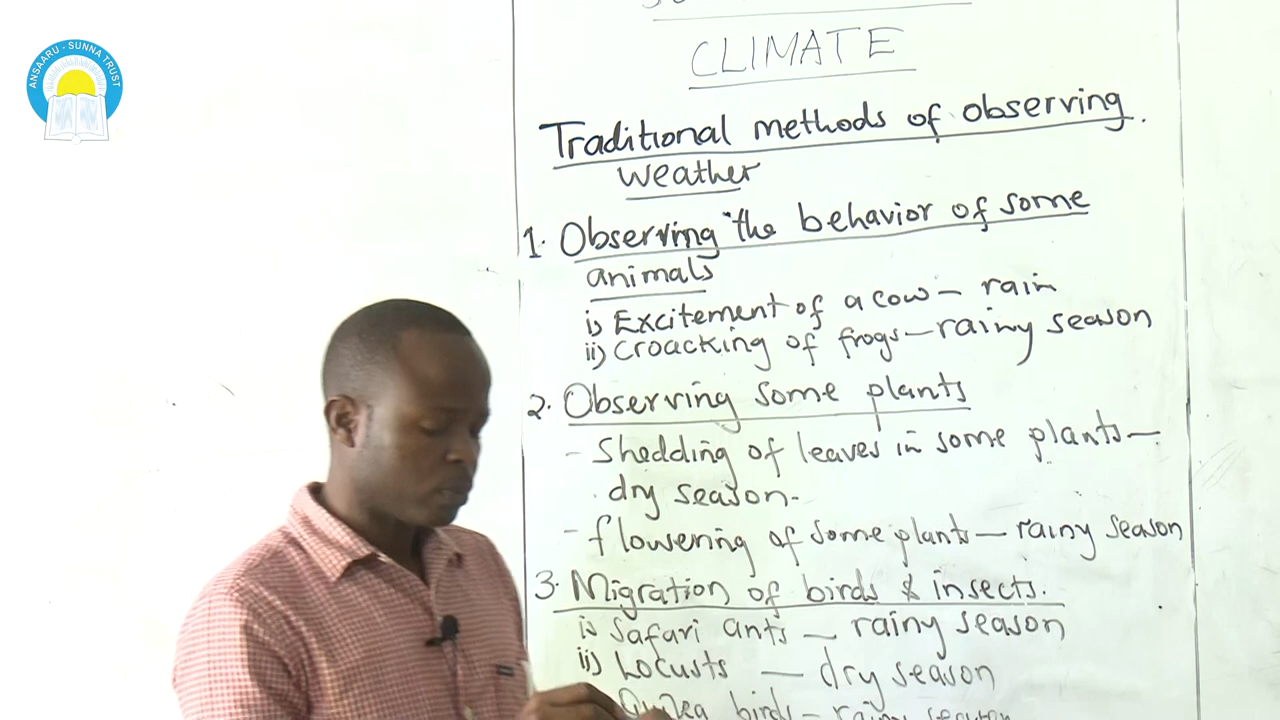 ANSAARU - SUNNA TRUST
CLIMATE
Traditional methods of observing.
weather
1. Observing the behavior of some
animals
i) Excitement of a cow – rain
ii) Croacking of frogs – rainy season
2. Observing some plants
- Shedding of leaves in some plants –
dry season.
- flowering of some plants – rainy season
3. Migration of birds & insects.
i) Safari ants – rainy season
ii) Locusts – dry season
birds – rainy